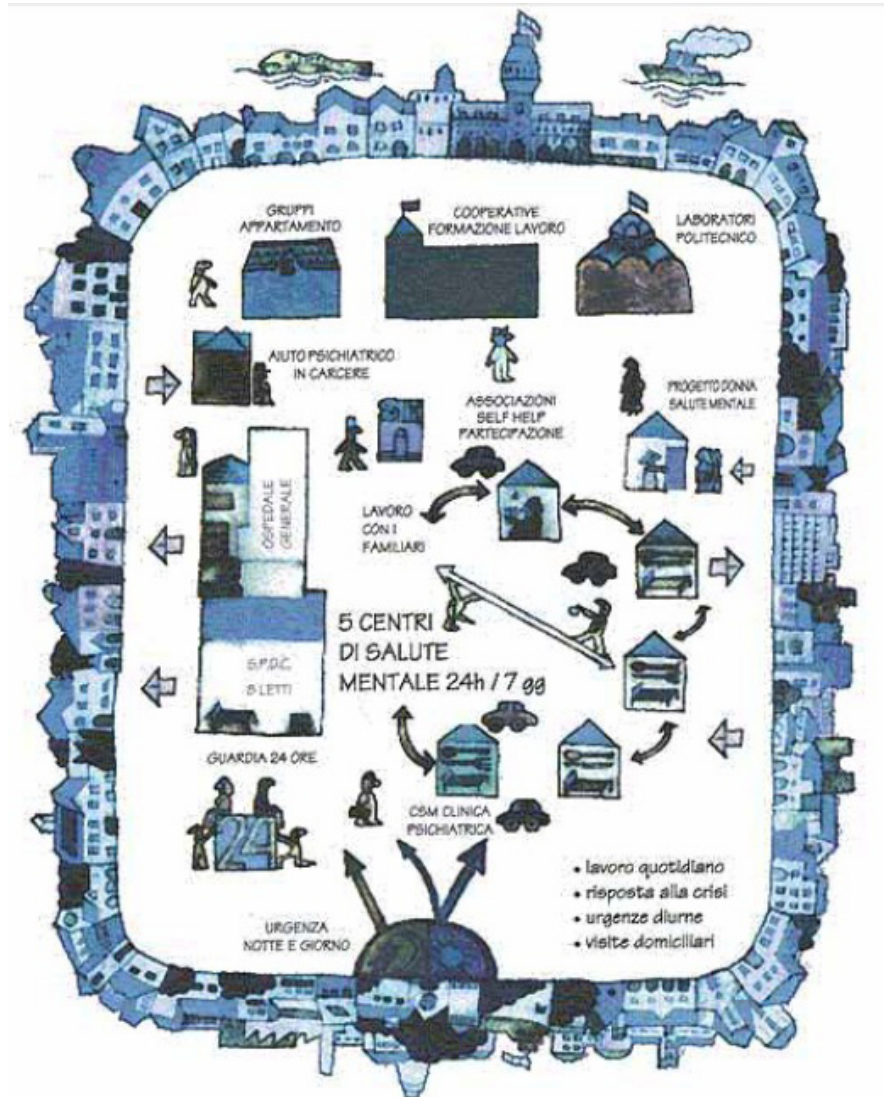 GRUPPI
APPARTAMENTO
COOPERATIVE
FORMAZIONE LAVORO
LABORATORI
POLITECNICO
AIUTO PSICHIATRICO
IN CARCERE
ASSOCIAZIONI
SELF HELP
PARTECIPAZIONE
PROGETTO DONNA
SALUTE MENTALE
OSPEDALE
GENERALE
LAVORO
CON I
FAMILIARI
5 CENTRI
DI SALUTE
MENTALE 24h / 7 gg
S.P.D.C.
8 LETTI
GUARDIA 24 ORE
24
CSM CLINICA
PSICHIATRICA
URGENZA
NOTTE E GIORNO
• lavoro quotidiano
• risposta alla crisi
• urgenze diurne
• visite domiciliari